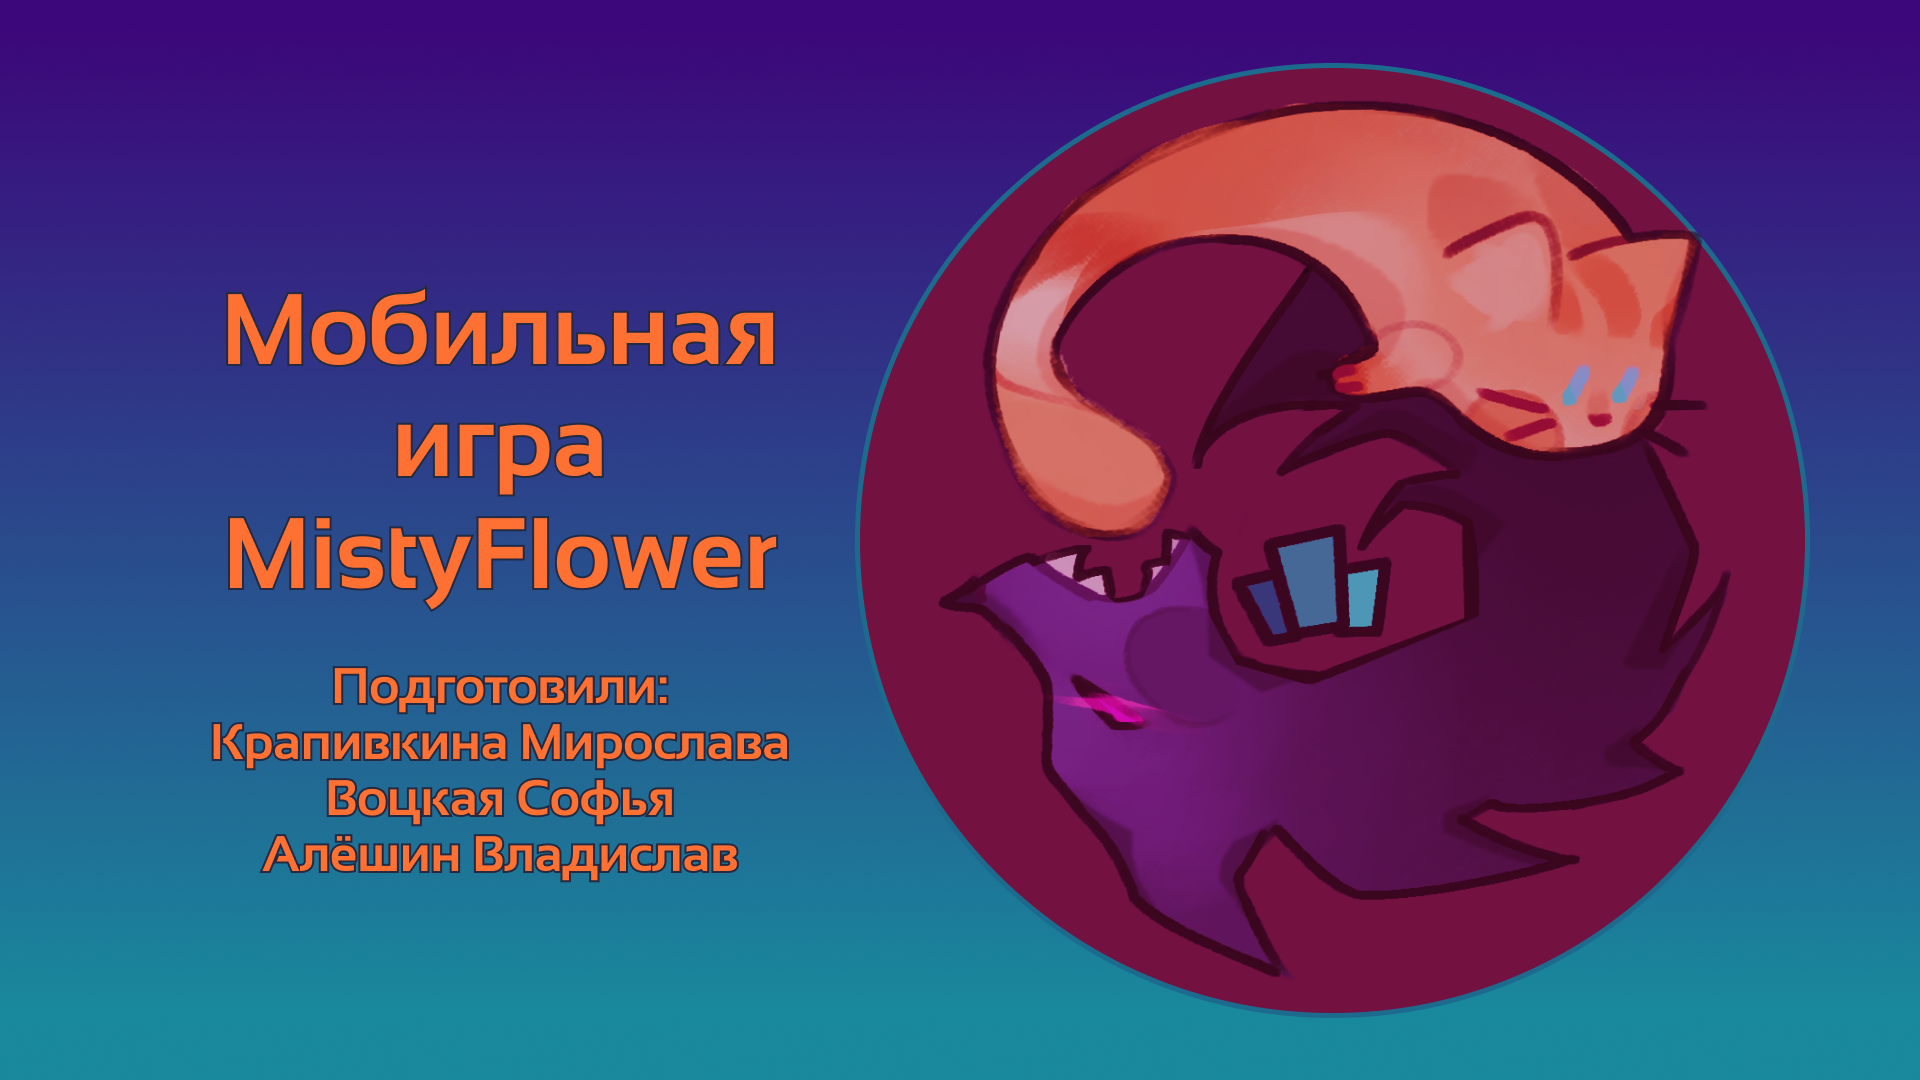 Мобильная
игра
MistyFlower
Подготовили:
Крапивкина Мирослава
Воцкая Софья
Алёшин Владислав